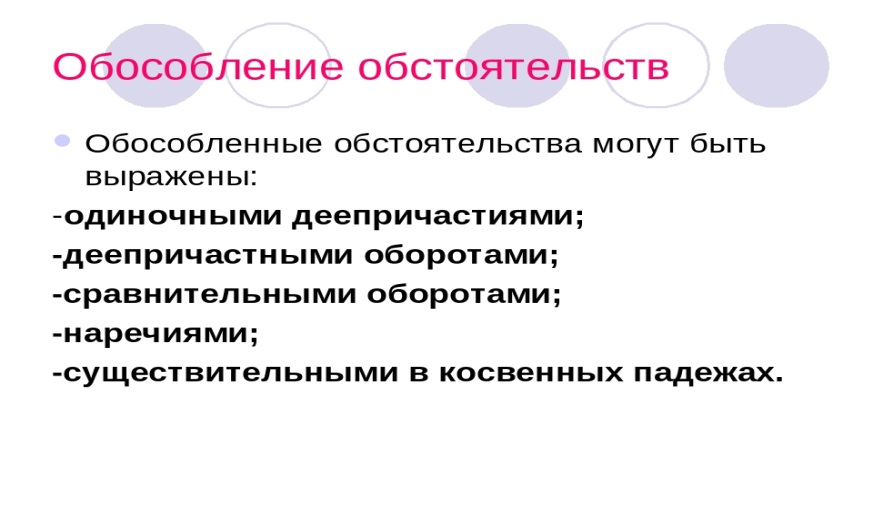 Обособление обстоятельств
Обособленные обстоятельства могут быть
выражены:
-одиночными деепричастиями;
-деепричастными оборотами;
-сравнительными оборотами;
-наречиями;
-существительными в косвенных падежах.